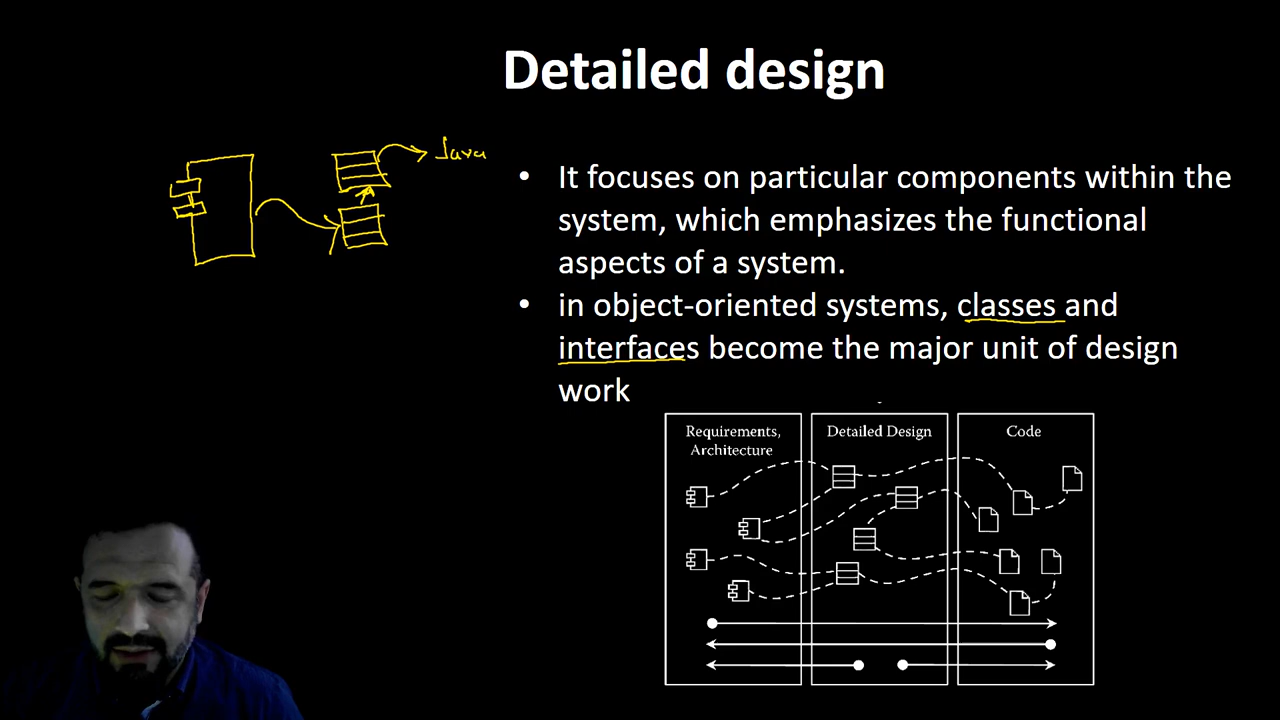 Detailed design
Java
• It focuses on particular components within the
system, which emphasizes the functional
aspects of a system.
• in object-oriented systems, classes and
interfaces become the major unit of design
work
Requirements,
Architecture
Detailed Design
Code